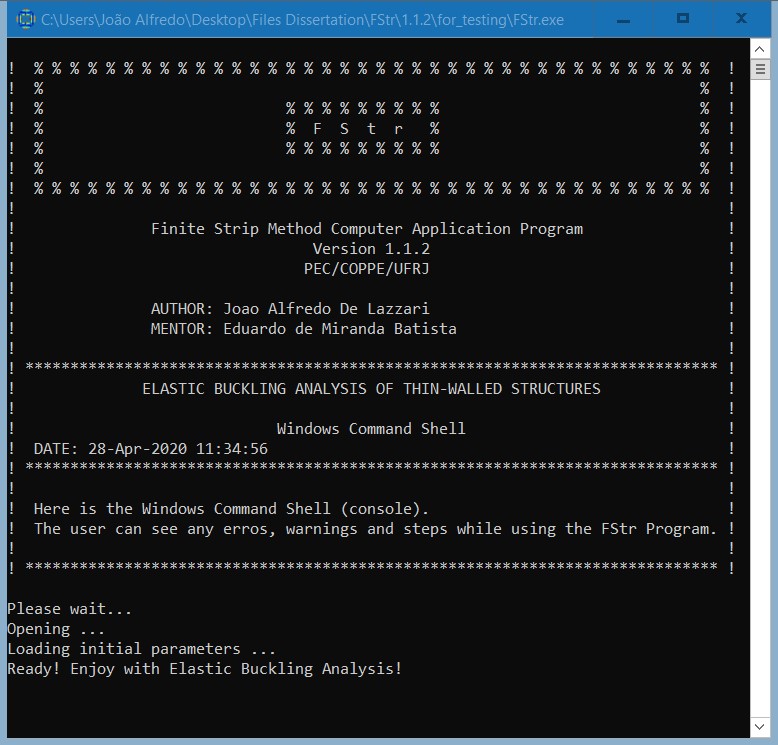 C:\Users\João Alfredo\Desktop\Files Dissertation\FStr\1.1.2\for_testing\FStr.exe
! % % % % % % % % % % % % % % % % % % % % % % % % % % % % % % % % % % % % % % !
! % % !
! % % % % % % % % % % % !
! % % F S t r % % !
! % % % % % % % % % % % !
! % % !
! % % % % % % % % % % % % % % % % % % % % % % % % % % % % % % % % % % % % % % !
! !
! Finite Strip Method Computer Application Program !
! Version 1.1.2 !
! PEC/COPPE/UFRJ !
! !
! AUTHOR: Joao Alfredo De Lazzari !
! MENTOR: Eduardo de Miranda Batista !
! !
! ***************************************************************************** !
! ELASTIC BUCKLING ANALYSIS OF THIN-WALLED STRUCTURES !
! !
! Windows Command Shell !
! DATE: 28-Apr-2020 11:34:56 !
! ***************************************************************************** !
! !
! Here is the Windows Command Shell (console). !
! The user can see any erros, warnings and steps while using the FStr Program. !
! !
! ***************************************************************************** !
Please wait...
Opening ...
Loading initial parameters ...
Ready! Enjoy with Elastic Buckling Analysis!